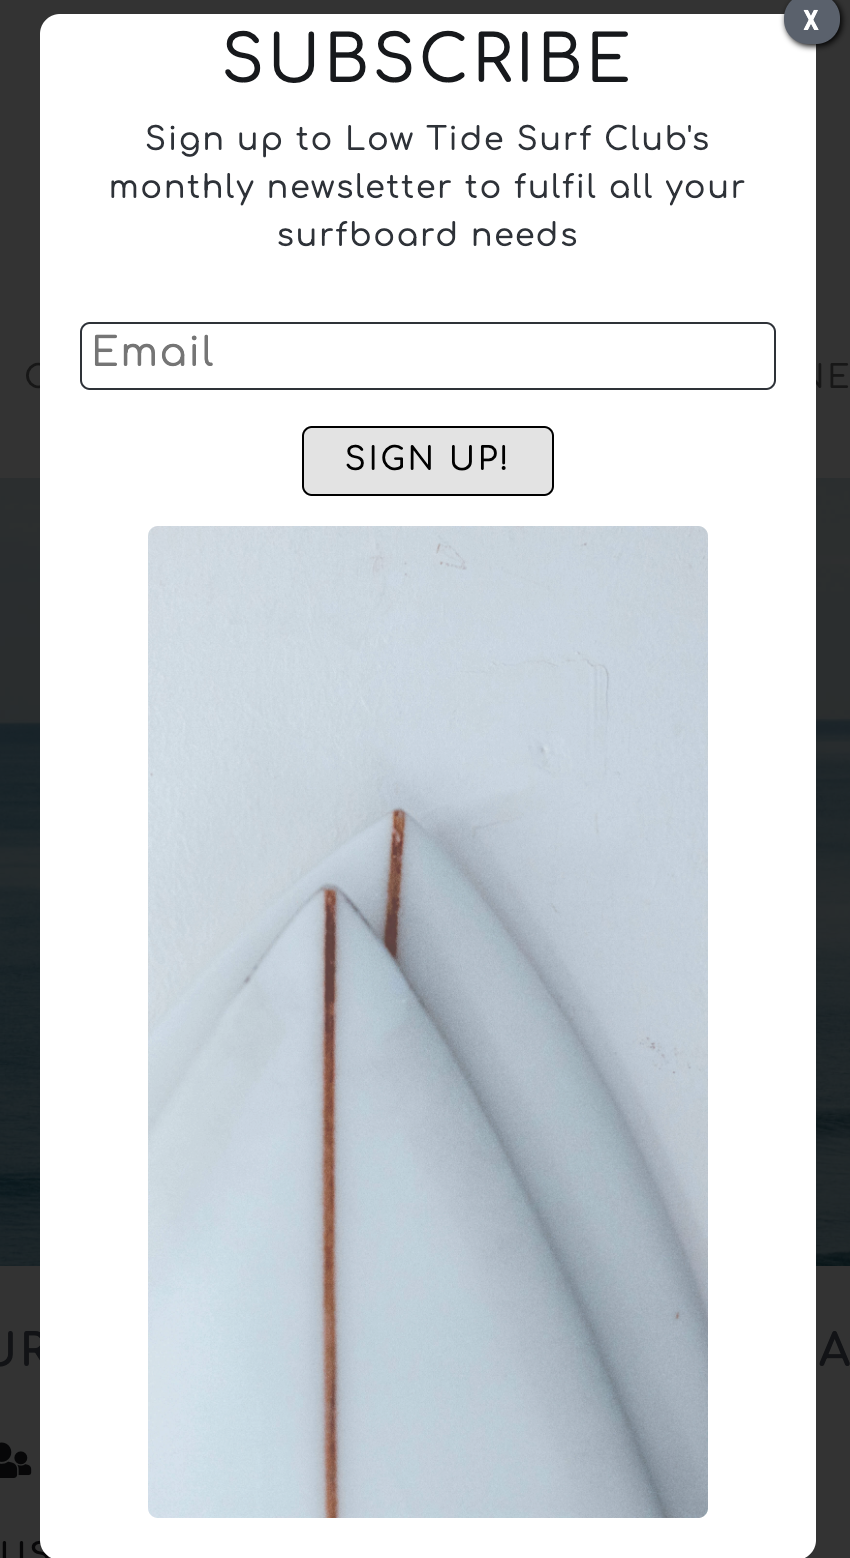 X
SUBSCRIBE
Sign up to Low Tide Surf Club's
monthly newsletter to fulfil all your
surfboard needs
Email
SIGN UP!